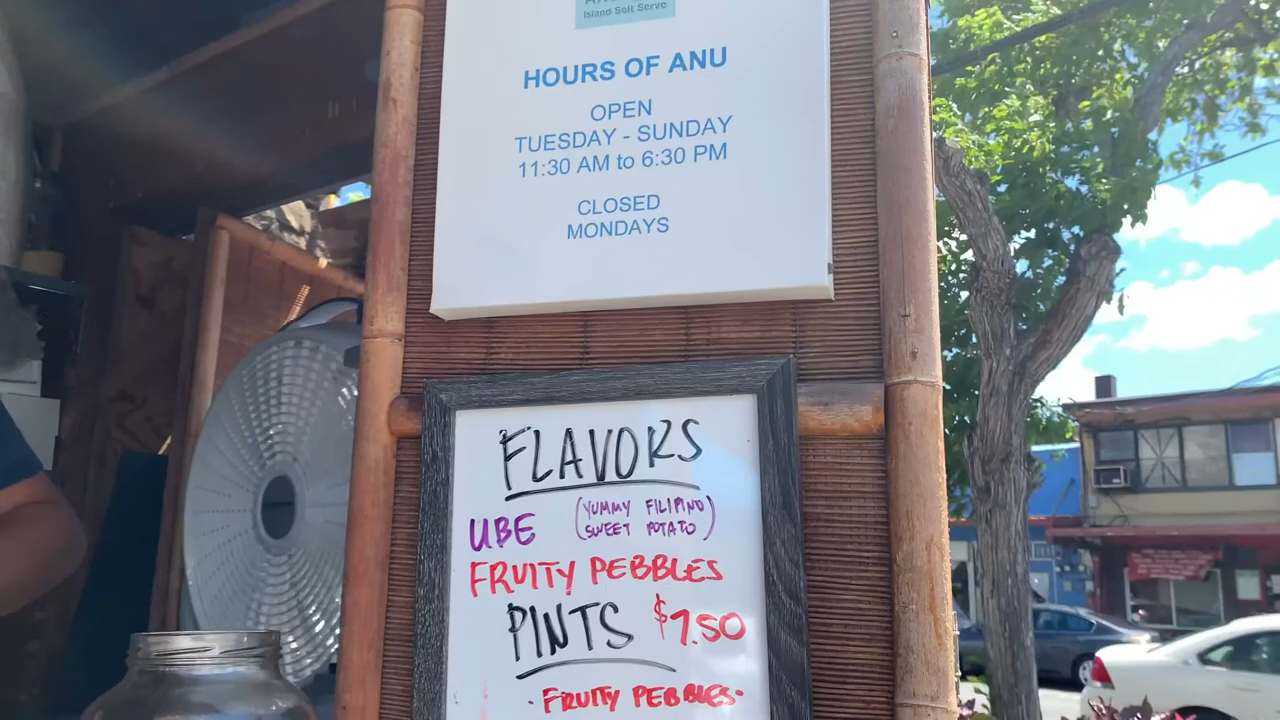 Island Soft Serve
HOURS OF ANU
OPEN
TUESDAY - SUNDAY
11:30 AM to 6:30 PM
CLOSED
MONDAYS
FLAVORS
UBE (YUMMY FILIPINO
SWEET POTATO)
FRUITY PEBBLES
PINTS $7.50
· FRUITY PEBBLES·